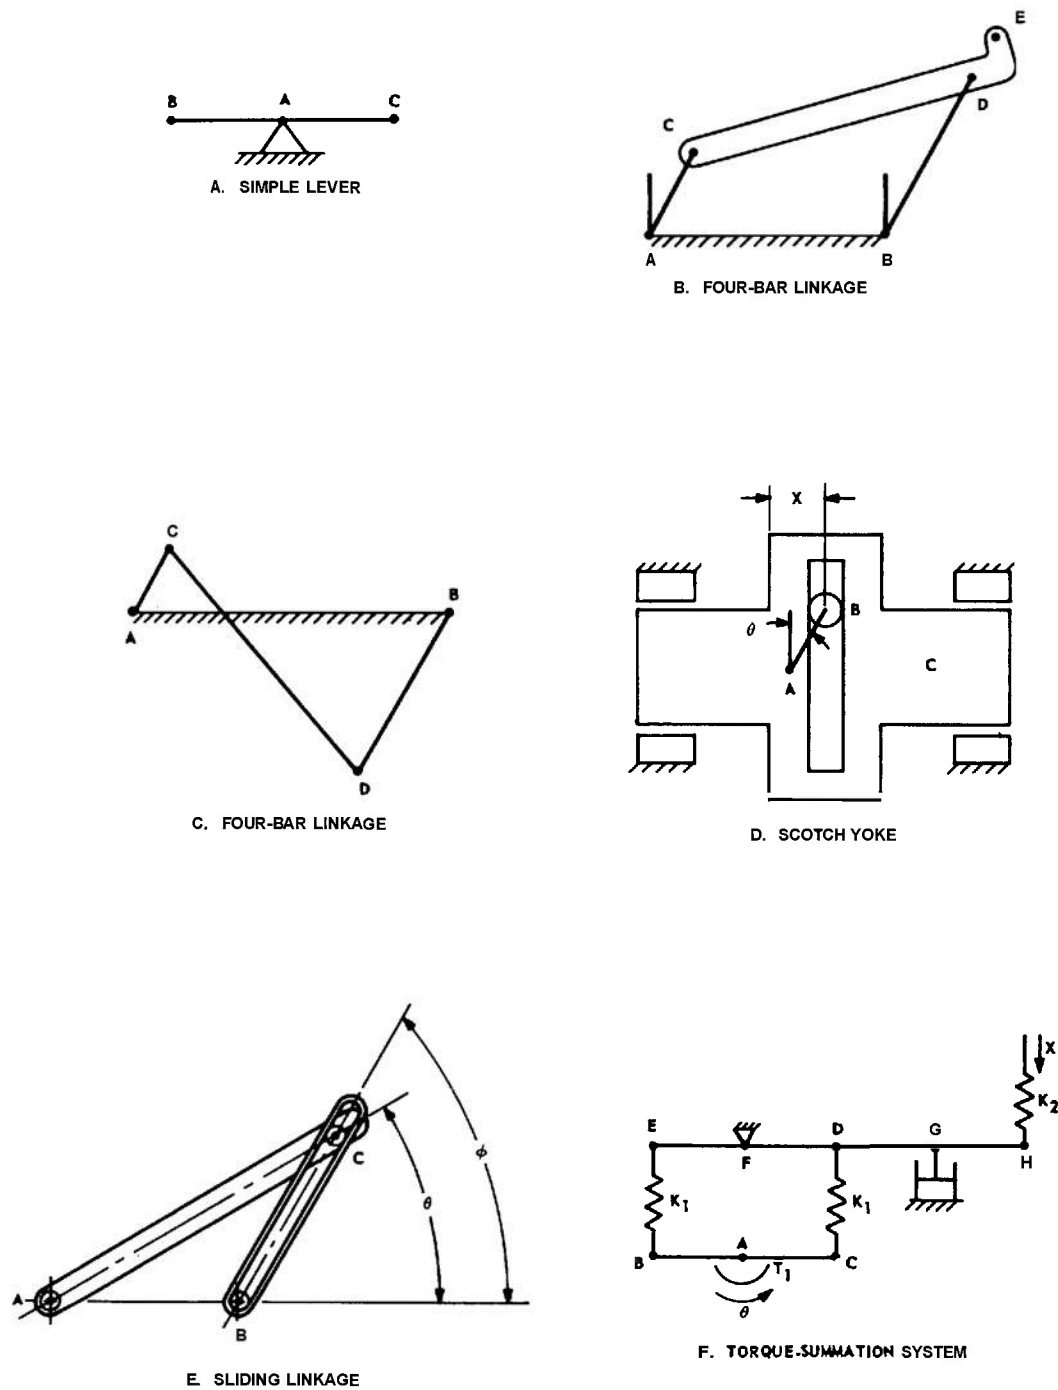 B A C
A. SIMPLE LEVER
E
D
C
A B
B. FOUR-BAR LINKAGE
C
A B
D
C. FOUR-BAR LINKAGE
X
θ B
A C
D. SCOTCH YOKE
φ
θ
C
A
B
E. SLIDING LINKAGE
X
K2
E F D G H
K1 K1
B A C
T1
θ
F. TORQUE-SUMMATION SYSTEM